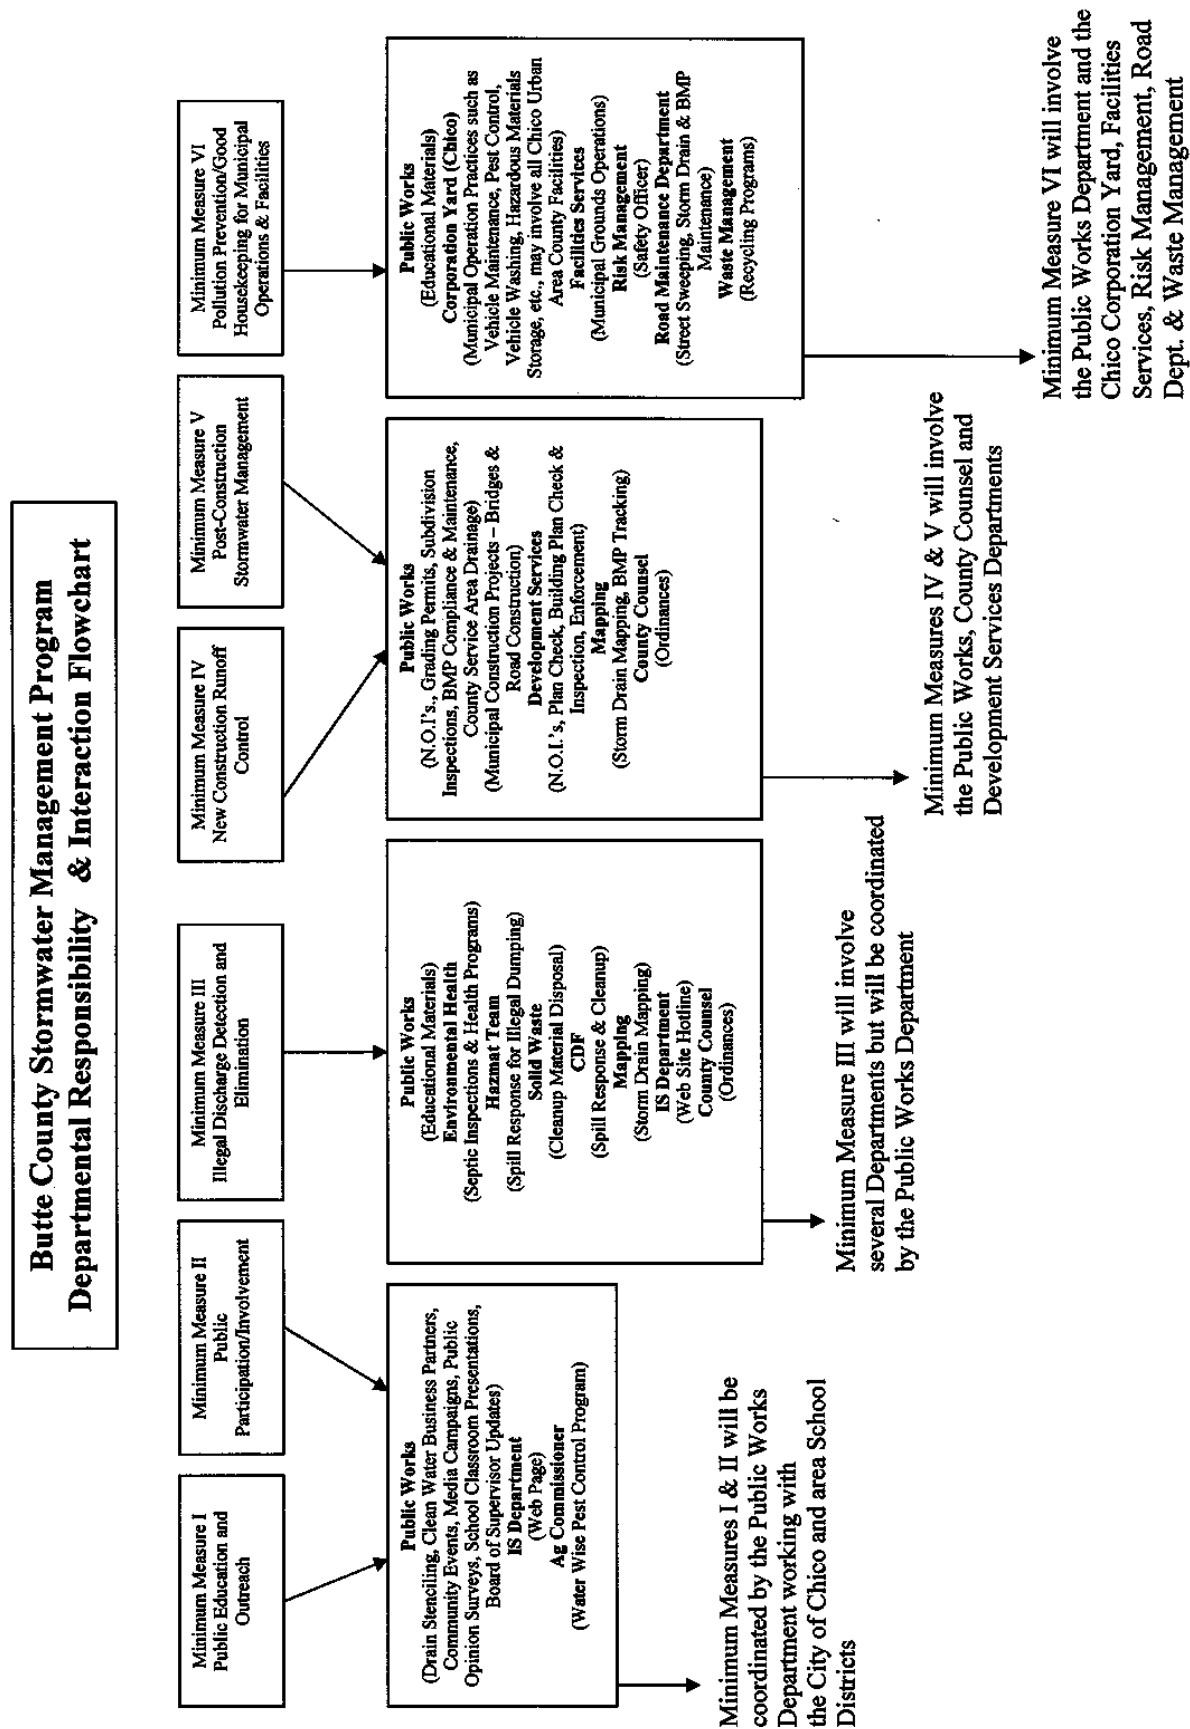 Butte County Stormwater Management Program
Departmental Responsibility & Interaction Flowchart
Minimum Measure I
Public Education and
Outreach
Minimum Measure II
Public
Participation/Involvement
Minimum Measure III
Illegal Discharge Detection and
Elimination
Minimum Measure IV
New Construction Runoff
Control
Minimum Measure V
Post-Construction
Stormwater Management
Minimum Measure VI
Pollution Prevention/Good
Housekeeping for Municipal
Operations & Facilities
Public Works
(Drain Stenciling, Clean Water Business Partners,
Community Events, Media Campaigns, Public
Opinion Surveys, School Classroom Presentations,
Board of Supervisor Updates)
IS Department
(Web Page)
Ag Commissioner
(Water Wise Pest Control Program)
Public Works
(Educational Materials)
Environmental Health
(Septic Inspections & Health Programs)
Hazmat Team
(Spill Response for Illegal Dumping)
Solid Waste
(Cleanup Material Disposal)
CDF
(Spill Response & Cleanup)
Mapping
(Storm Drain Mapping)
IS Department
(Web Site Hotline)
County Counsel
(Ordinances)
Public Works
(N.O.I's., Grading Permits, Subdivision
Inspections, BMP Compliance & Maintenance,
County Service Area Drainage)
(Municipal Construction Projects – Bridges &
Road Construction)
Development Services
(N.O.I.'s, Plan Check, Building Plan Check &
Inspection, Enforcement)
Mapping
(Storm Drain Mapping, BMP Tracking)
County Counsel
(Ordinances)
Public Works
(Educational Materials)
Corporation Yard (Chico)
(Municipal Operation Practices such as
Vehicle Maintenance, Pest Control,
Vehicle Washing, Hazardous Materials
Storage, etc., may involve all Chico Urban
Area County Facilities)
Facilities Services
(Municipal Grounds Operations)
Risk Management
(Safety Officer)
Road Maintenance Department
(Street Sweeping, Storm Drain & BMP
Maintenance)
Waste Management
(Recycling Programs)
Minimum Measures I & II will be
coordinated by the Public Works
Department working with
the City of Chico and area School
Districts
Minimum Measure III will involve
several Departments but will be coordinated
by the Public Works Department
Minimum Measures IV & V will involve
the Public Works, County Counsel and
Development Services Departments
Minimum Measure VI will involve
the Public Works Department and the
Chico Corporation Yard, Facilities
Services, Risk Management, Road
Dept. & Waste Management